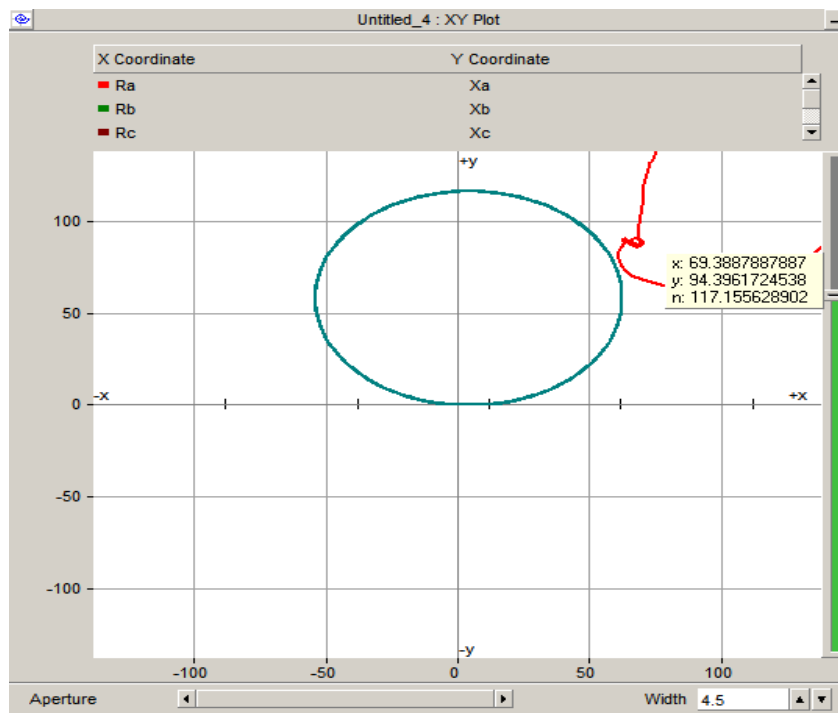 Untitled_4 : XY Plot
X Coordinate Y Coordinate
Ra Xa
Rb Xb
Rc Xc
+y
100
x: 69.3887887887
y: 94.3961724538
n: 117.155628902
50
-x
+x
0
-50
-100
-y
-100 -50 0 50 100
Aperture Width 4.5